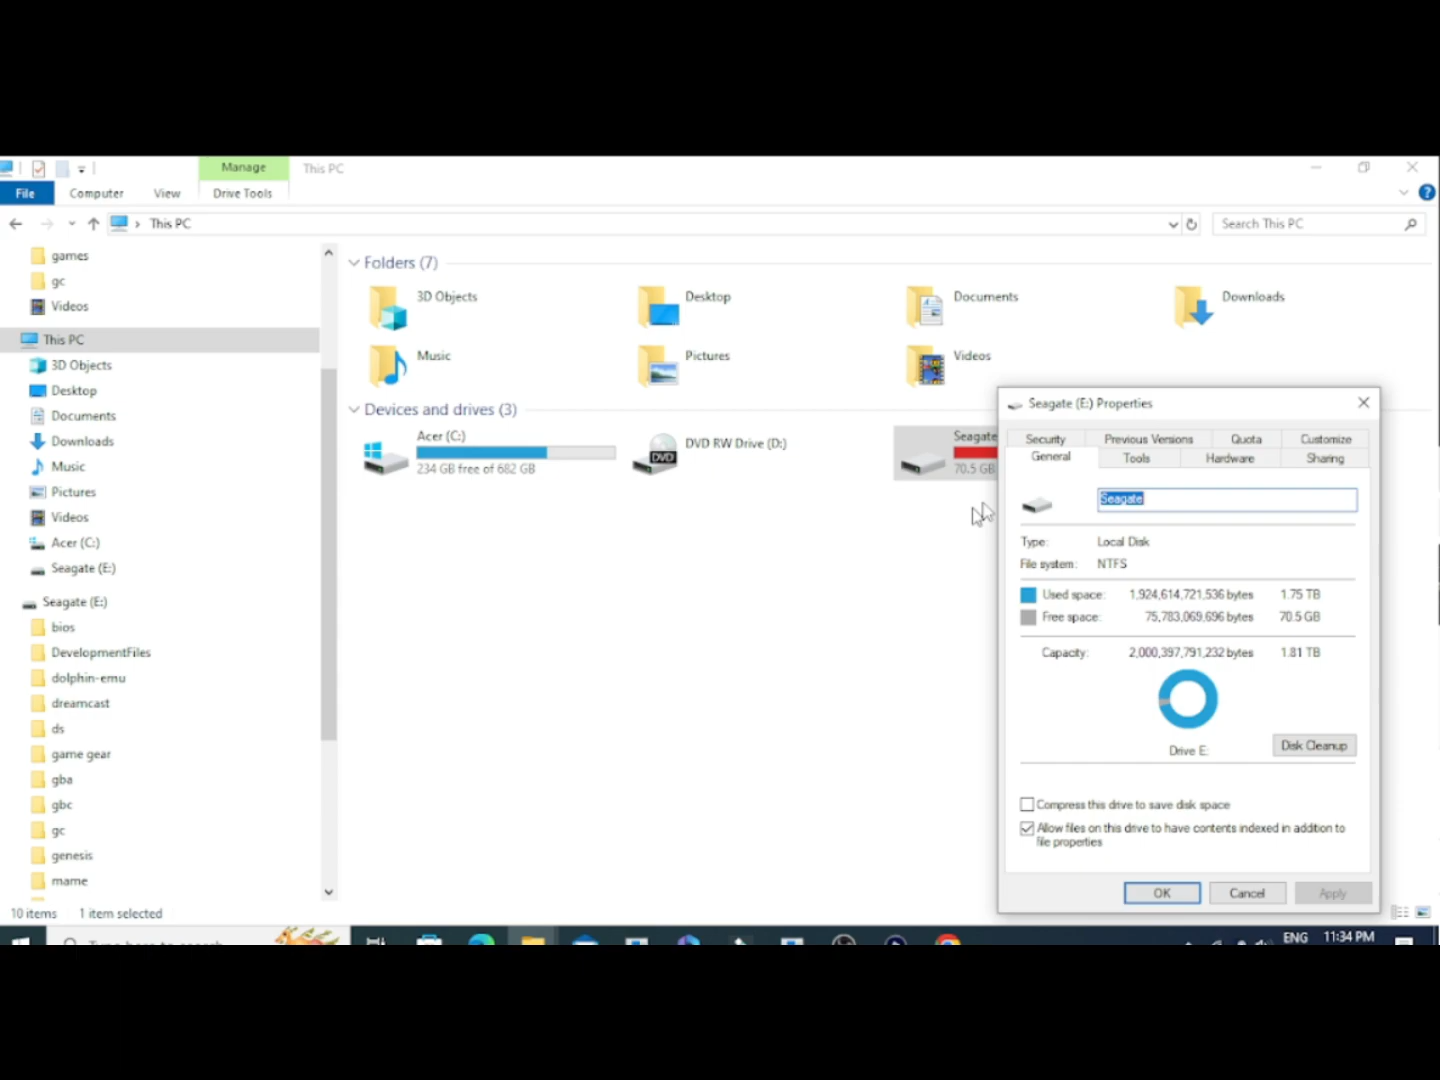 Manage
This PC
File
Computer
View
Drive Tools
This PC
Search This PC
games
gc
Videos
This PC
3D Objects
Desktop
Documents
Downloads
Music
Pictures
Videos
Acer (C:)
Seagate (E:)
Seagate (E:)
bios
DevelopmentFiles
dolphin-emu
dreamcast
ds
game gear
gba
gbc
gc
genesis
mame
Folders (7)
3D Objects
Desktop
Documents
Downloads
Music
Pictures
Videos
Devices and drives (3)
Acer (C:)
234 GB free of 682 GB
DVD RW Drive (D:)
DVD
Seagate
70.5 GB
Seagate (E:) Properties
Security
Previous Versions
Quota
Customize
General
Tools
Hardware
Sharing
Seagate
Type: Local Disk
File system: NTFS
Used space: 1,924,614,721,536 bytes 1.75 TB
Free space: 75,783,069,696 bytes 70.5 GB
Capacity: 2,000,397,791,232 bytes 1.81 TB
Drive E:
Disk Cleanup
Compress this drive to save disk space
Allow files on this drive to have contents indexed in addition to
file properties
OK
Cancel
Apply
10 items
1 item selected
ENG
11:34 PM